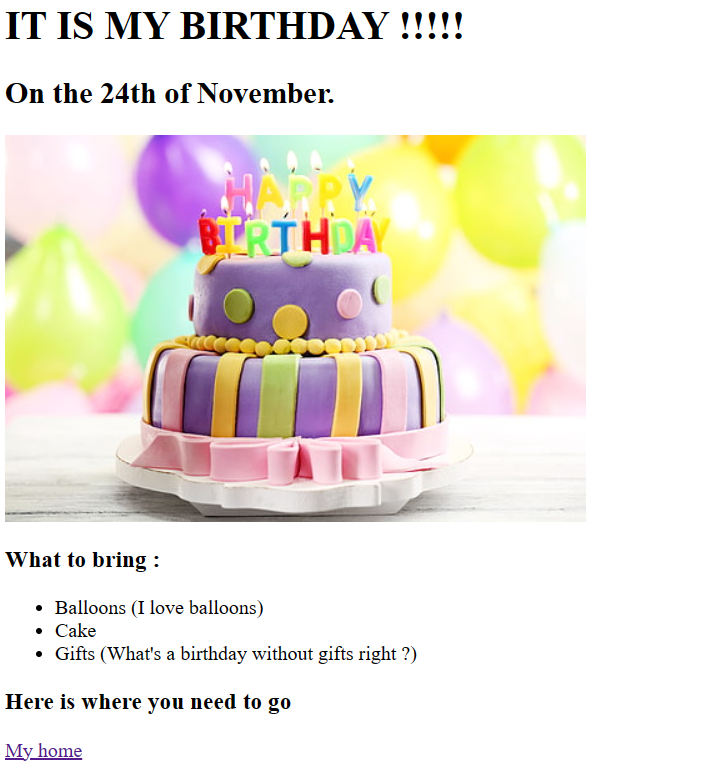 IT IS MY BIRTHDAY !!!!!
On the 24th of November.
HAPPY
BIRTHDAY
What to bring :
Balloons (I love balloons)
Cake
Gifts (What's a birthday without gifts right ?)
Here is where you need to go
My home